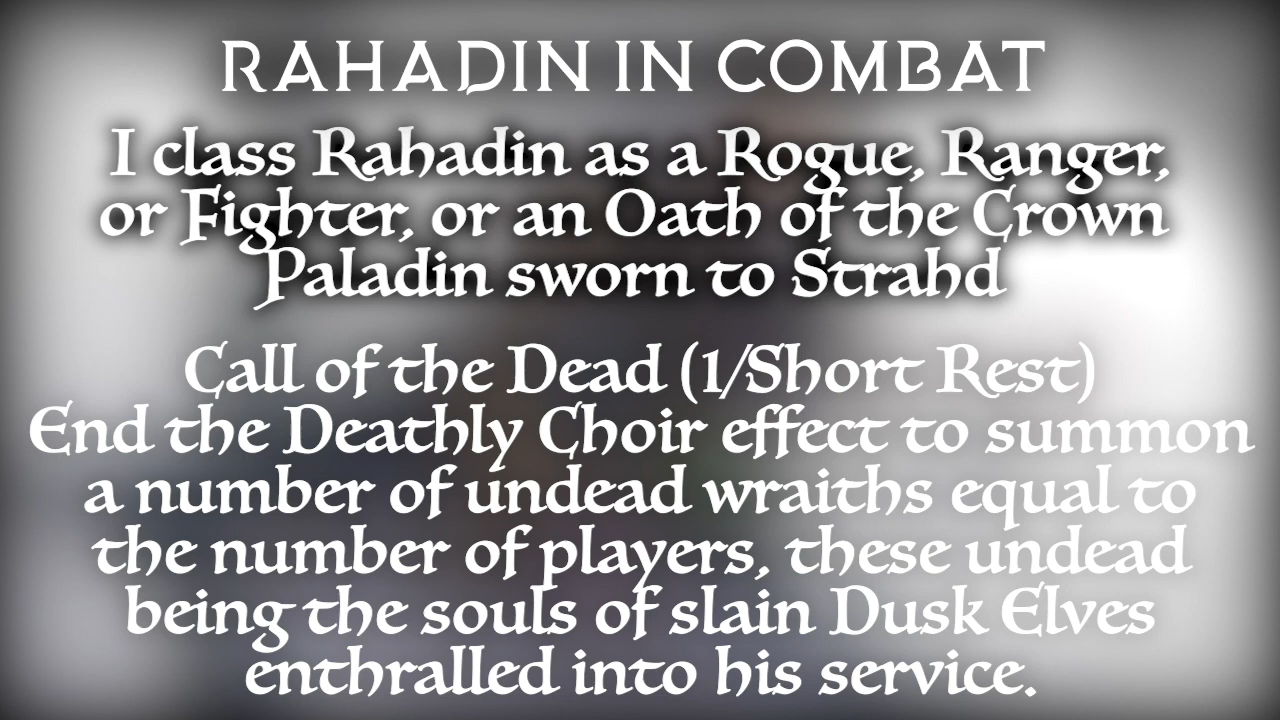 RAHADIN IN COMBAT
I class Rahadin as a Rogue, Ranger,
or Fighter, or an Oath of the Crown
Paladin sworn to Strahd
Call of the Dead (1/Short Rest)
End the Deathly Choir effect to summon
a number of undead wraiths equal to
the number of players, these undead
being the souls of slain Dusk Elves
enthralled into his service.